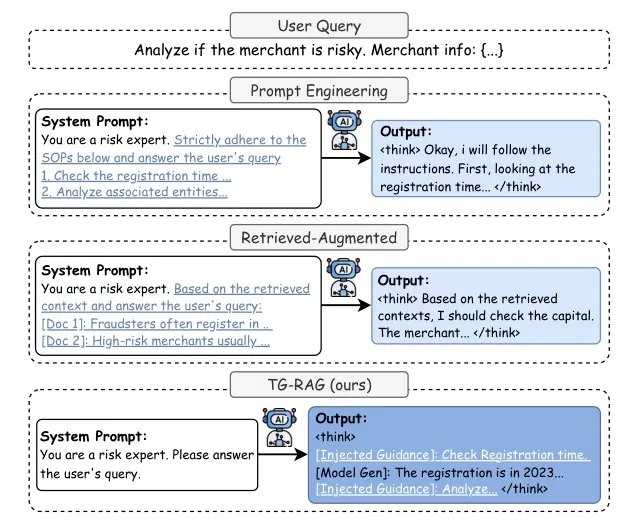 User Query
Analyze if the merchant is risky. Merchant info: {...}
Prompt Engineering
System Prompt:
You are a risk expert. Strictly adhere to the
SOPs below and answer the user's query
1. Check the registration time ...
2. Analyze associated entities...
AI
Output:
<think> Okay, i will follow the
instructions. First, looking at the
registration time... </think>
Retrieved-Augmented
System Prompt:
You are a risk expert. Based on the retrieved
context and answer the user's query:
[Doc 1]: Fraudsters often register in ..
[Doc 2]: High-risk merchants usually ...
AI
Output:
<think> Based on the retrieved
contexts, I should check the capital.
The merchant... </think>
TG-RAG (ours)
System Prompt:
You are a risk expert. Please answer
the user's query.
AI
Output:
<think>
[Injected Guidance]: Check Registration time.
[Model Gen]: The registration is in 2023...
[Injected Guidance]: Analyze... </think>